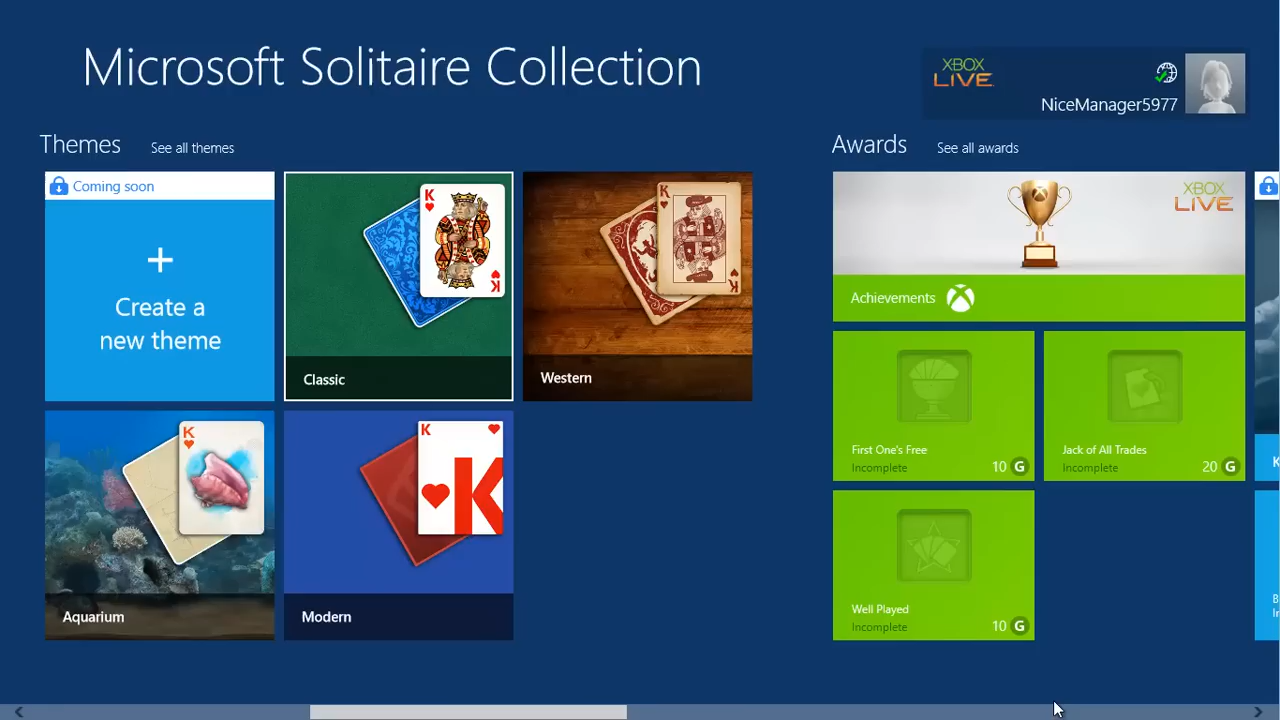 Microsoft Solitaire Collection
XBOX
LIVE
NiceManager5977
Themes
See all themes
Coming soon
+
Create a
new theme
K
K
Classic
K
K
Western
K
Aquarium
K
K
Modern
Awards
See all awards
XBOX
LIVE
Achievements
First One's Free
Incomplete
10 G
Jack of All Trades
Incomplete
20 G
Well Played
Incomplete
10 G
K